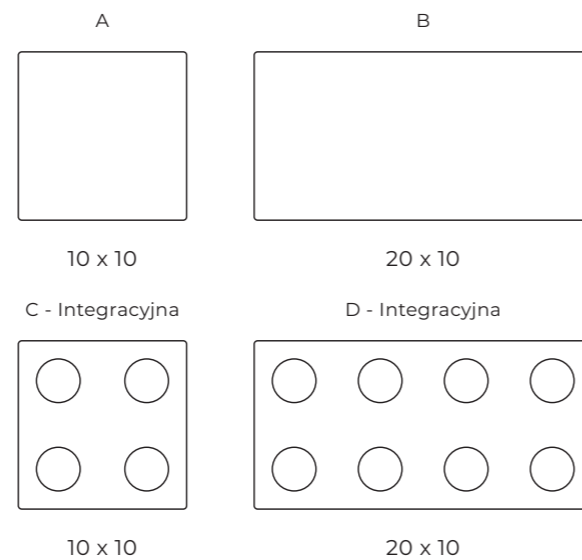 A
B
10 x 10
20 x 10
C - Integracyjna
D - Integracyjna
10 x 10
20 x 10